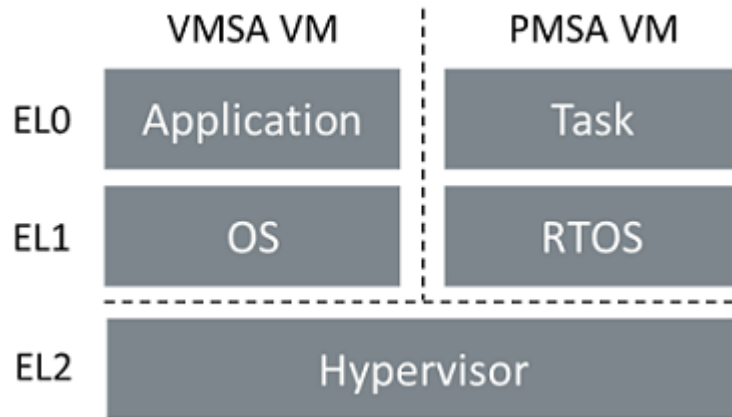 VMSA VM PMSA VM
EL0 Application Task
EL1 OS RTOS
EL2 Hypervisor